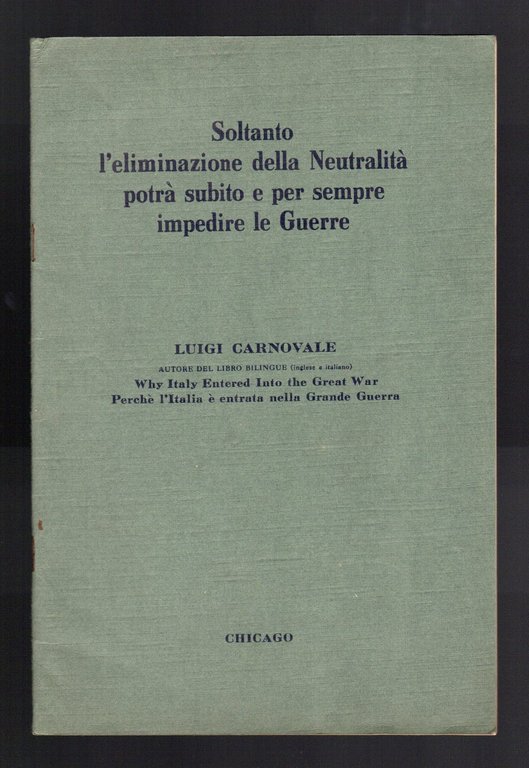 Soltanto
l'eliminazione della Neutralità
potrà subito e per sempre
impedire le Guerre
LUIGI CARNOVALE
AUTORE DEL LIBRO BILINGUE (inglese e italiano)
Why Italy Entered Into the Great War
Perchè l'Italia è entrata nella Grande Guerra
CHICAGO